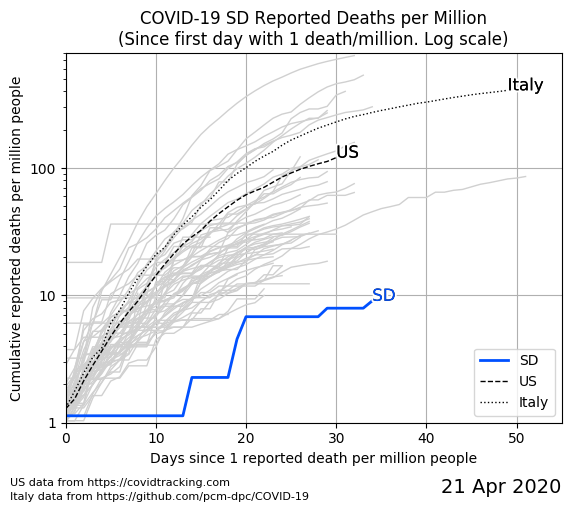 COVID-19 SD Reported Deaths per Million
(Since first day with 1 death/million. Log scale)
Cumulative reported deaths per million people
100
10
1
Italy
US
SD
SD
US
Italy
0 10 20 30 40 50
Days since 1 reported death per million people
US data from https://covidtracking.com
Italy data from https://github.com/pcm-dpc/COVID-19
21 Apr 2020